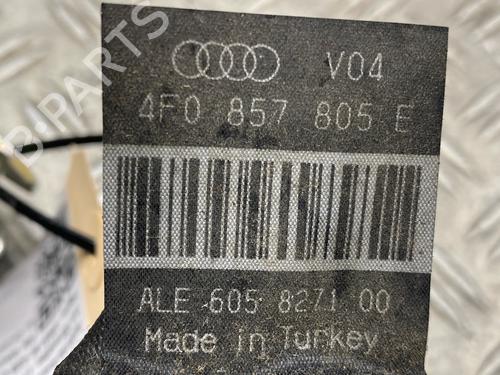 V04
4F0 857 805 E
ALE 605 8271 00
Made in Turkey
B-PARTS